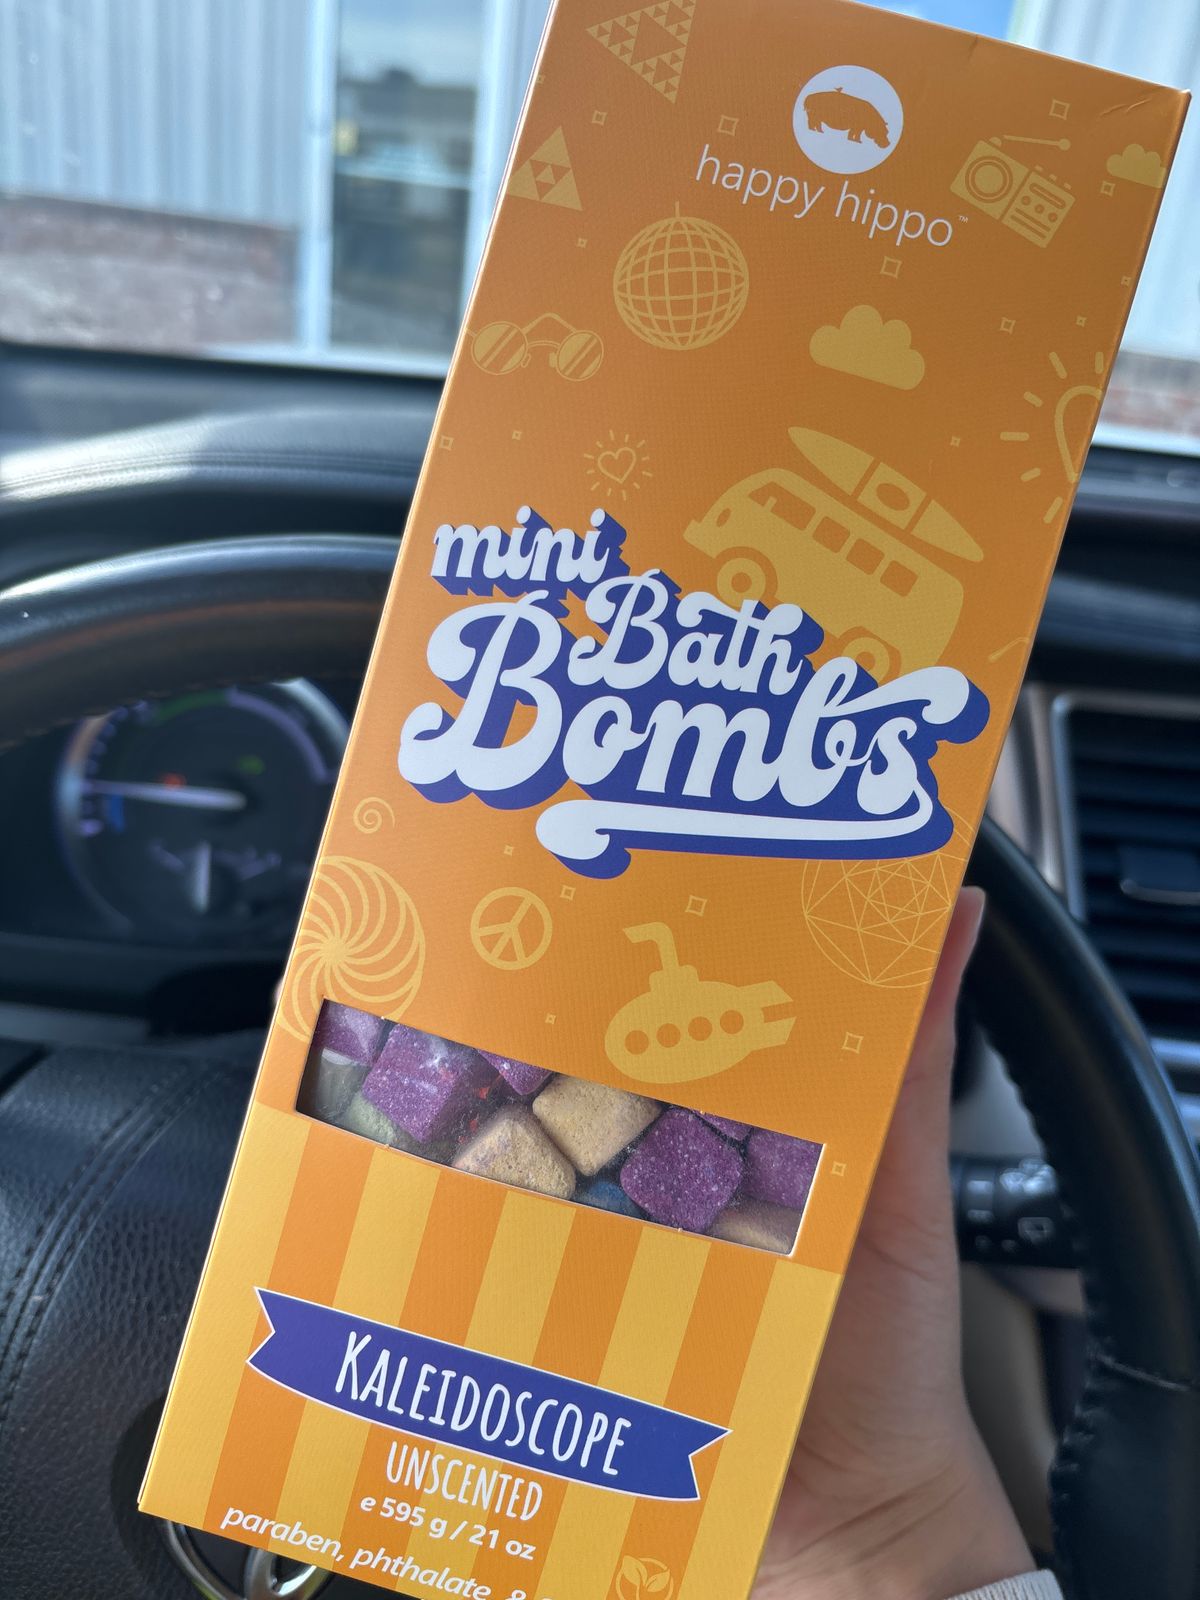 happy hippo™
mini
Bath
Bombs
KALEIDOSCOPE
UNSCENTED
e 595 g / 21 oz
paraben, phthalate &